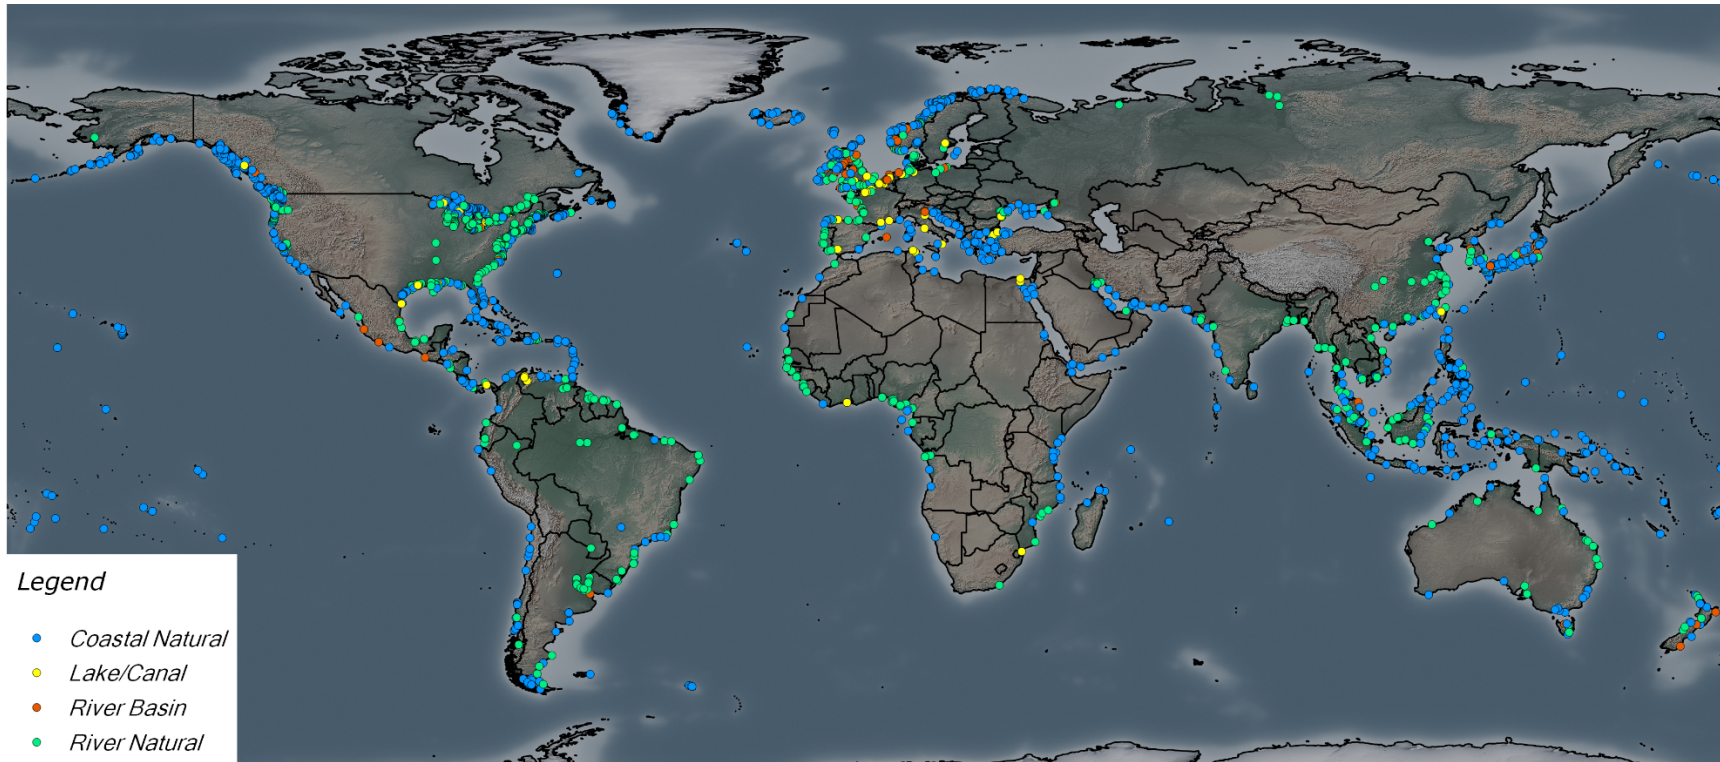 Legend
Coastal Natural
Lake/Canal
River Basin
River Natural